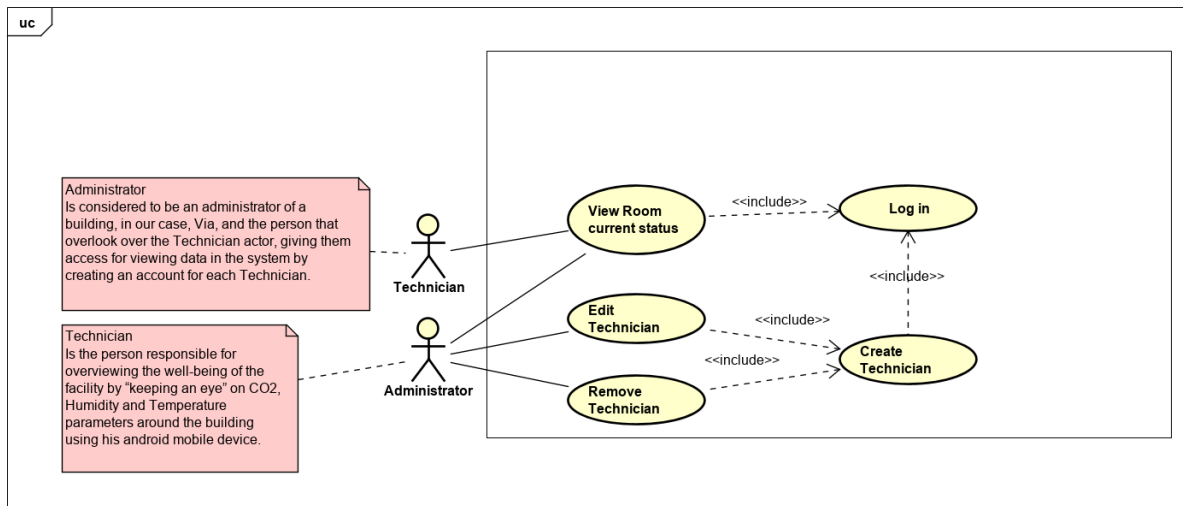 uc
Administrator
Is considered to be an administrator of a
building, in our case, Via, and the person that
overlook over the Technician actor, giving them
access for viewing data in the system by
creating an account for each Technician.
Technician
Is the person responsible for
overviewing the well-being of the
facility by “keeping an eye” on CO2,
Humidity and Temperature
parameters around the building
using his android mobile device.
Technician
Administrator
View Room
current status
<<include>>
Log in
<<include>>
Edit
Technician
<<include>>
<<include>>
Create
Technician
Remove
Technician